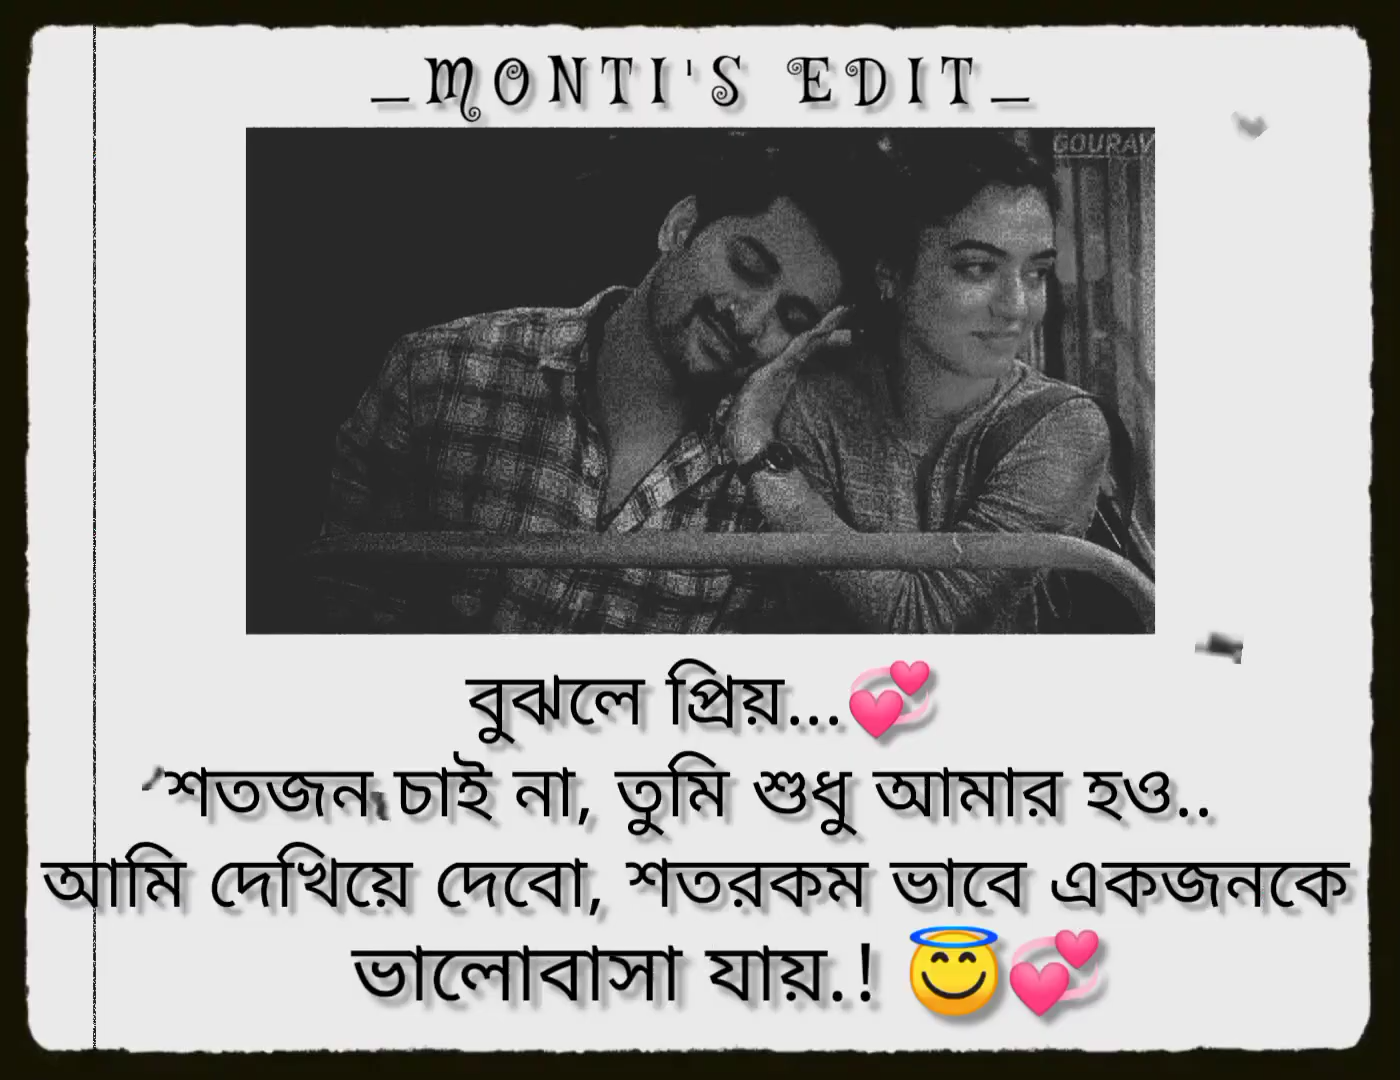 _MONTI'S EDIT_
GOURAV
বুঝলে প্রিয়...💞
শতজন চাই না, তুমি শুধু আমার হও..
আমি দেখিয়ে দেবো, শতরকম ভাবে একজনকে
ভালোবাসা যায়.! 😇💞